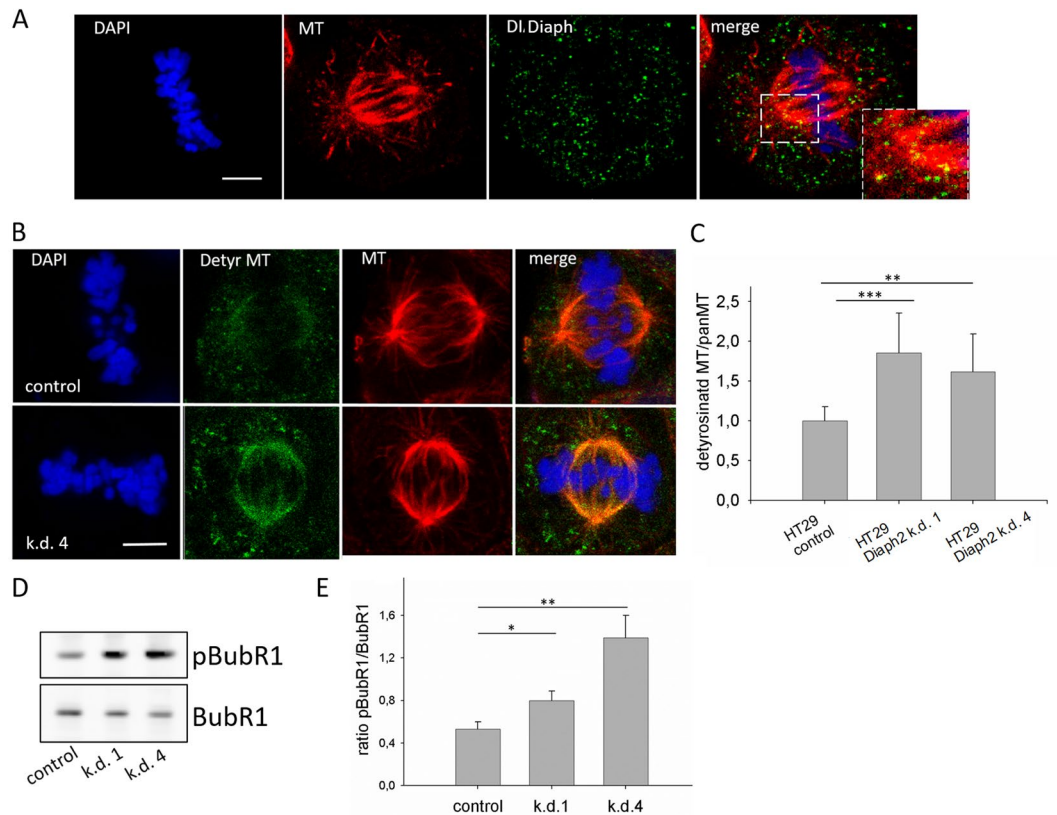 A
DAPI
MT
DI Diaph
merge
B
DAPI
Detyr MT
MT
merge
control
k.d. 4
C
detyrosinatd MT/panMT
2,5
2,0
1,5
1,0
0,5
0,0
**
***
HT29
control
HT29
Diaph2 k.d. 1
HT29
Diaph2 k.d. 4
D
pBubR1
BubR1
control
k.d. 1
k.d. 4
E
ratio pBubR1/BubR1
1,6
1,2
0,8
0,4
0,0
**
*
control
k.d.1
k.d.4